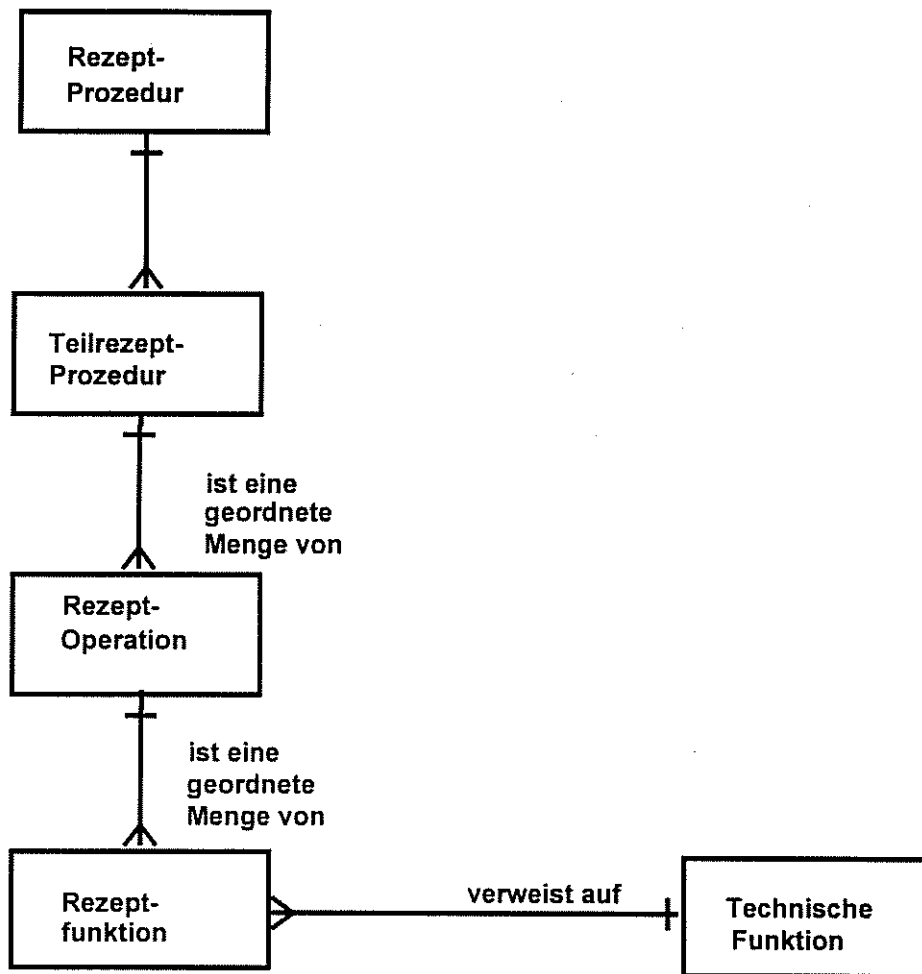 Rezept-
Prozedur
Teilrezept-
Prozedur
ist eine
geordnete
Menge von
Rezept-
Operation
ist eine
geordnete
Menge von
Rezept-
funktion
verweist auf
Technische
Funktion